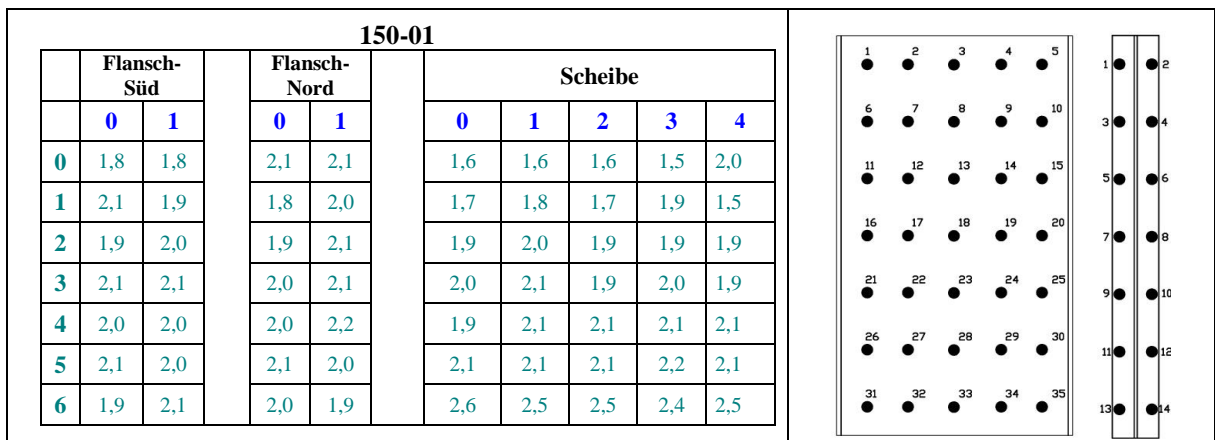 150-01
Flansch-Süd Flansch-Nord Scheibe
0 1 0 1 0 1 2 3 4
0 1,8 1,8 2,1 2,1 1,6 1,6 1,6 1,5 2,0
1 2,1 1,9 1,8 2,0 1,7 1,8 1,7 1,9 1,5
2 1,9 2,0 1,9 2,1 1,9 2,0 1,9 1,9 1,9
3 2,1 2,1 2,0 2,1 2,0 2,1 1,9 2,0 1,9
4 2,0 2,0 2,0 2,2 1,9 2,1 2,1 2,1 2,1
5 2,1 2,0 2,1 2,0 2,1 2,1 2,1 2,2 2,1
6 1,9 2,1 2,0 1,9 2,6 2,5 2,5 2,4 2,5
1 2 3 4 5
6 7 8 9 10
11 12 13 14 15
16 17 18 19 20
21 22 23 24 25
26 27 28 29 30
31 32 33 34 35
1 2
3 4
5 6
7 8
9 10
11 12
13 14